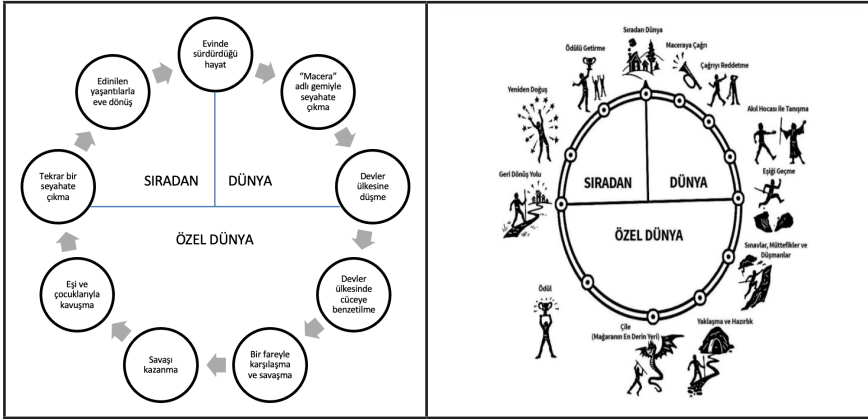 Evinde
sürdürdüğü
hayat
"Macera"
adlı gemiyle
seyahate
çıkma
Devler
ülkesine
düşme
Devler
ülkesinde
cüceye
benzetilme
Bir fareyle
karşılaşma
ve savaşma
Savaşı
kazanma
Eşi ve
çocuklarıyla
kavuşma
Tekrar bir
seyahate
çıkma
Edinilen
yaşantılarla
eve dönüş
SIRADAN DÜNYA
ÖZEL DÜNYA
Sıradan Dünya
Maceraya Çağrı
Çağrıyı Reddetme
Akıl Hocası ile Tanışma
Eşiği Geçme
Sınavlar, Müttefikler ve
Düşmanlar
Yaklaşma ve Hazırlık
Çile
(Mağaranın En Derin Yeri)
Ödül
Geri Dönüş Yolu
Yeniden Doğuş
Ödülü Getirme
SIRADAN DÜNYA
ÖZEL DÜNYA